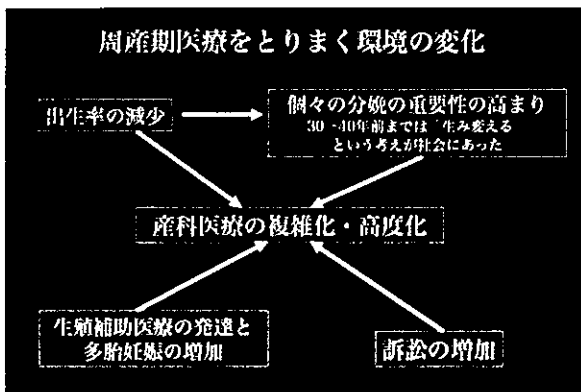 周産期医療をとりまく環境の変化
出生率の減少
個々の分娩の重要性の高まり
30~40年前までは「生み変える
という考えが社会にあった
産科医療の複雑化・高度化
生殖補助医療の発達と
多胎妊娠の増加
訴訟の増加